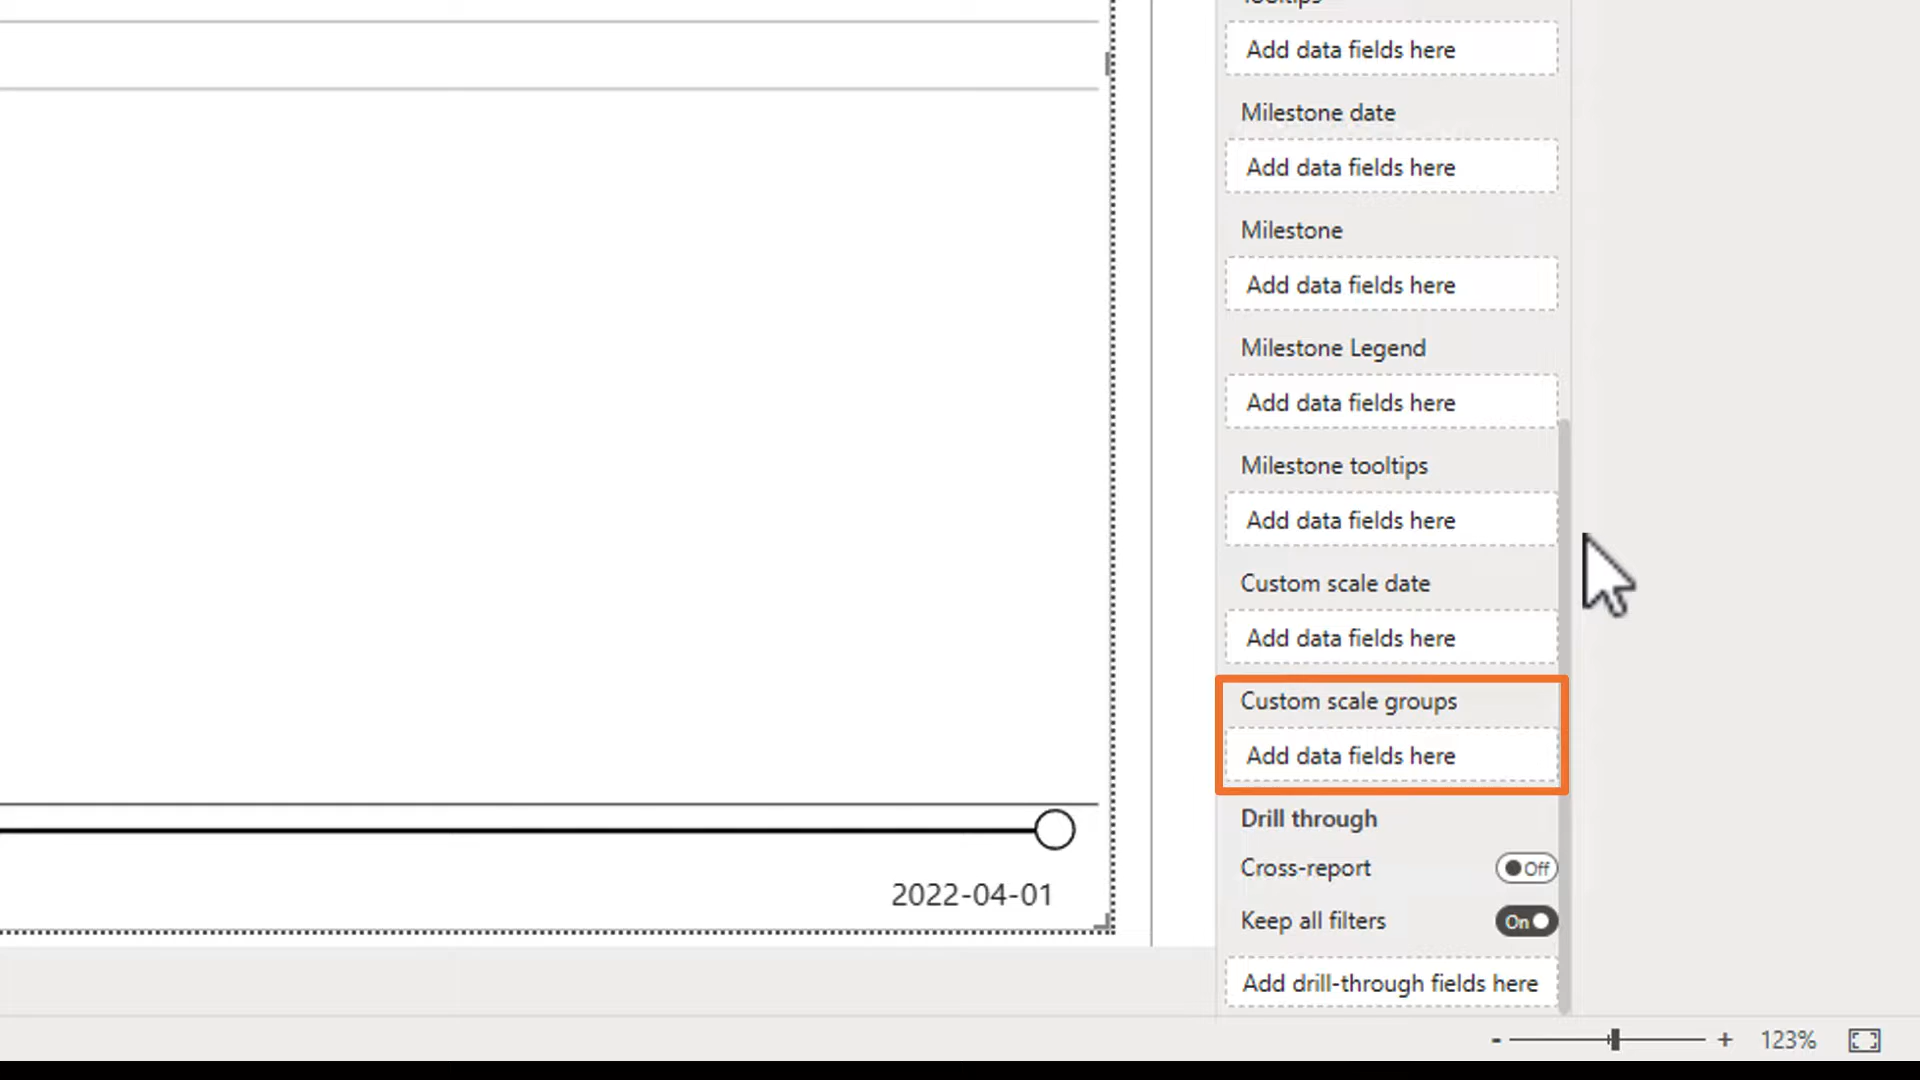 Tooltips
Add data fields here
Milestone date
Add data fields here
Milestone
Add data fields here
Milestone Legend
Add data fields here
Milestone tooltips
Add data fields here
Custom scale date
Add data fields here
Custom scale groups
Add data fields here
Drill through
Cross-report
Off
Keep all filters
On
Add drill-through fields here
2022-04-01
- + 123%